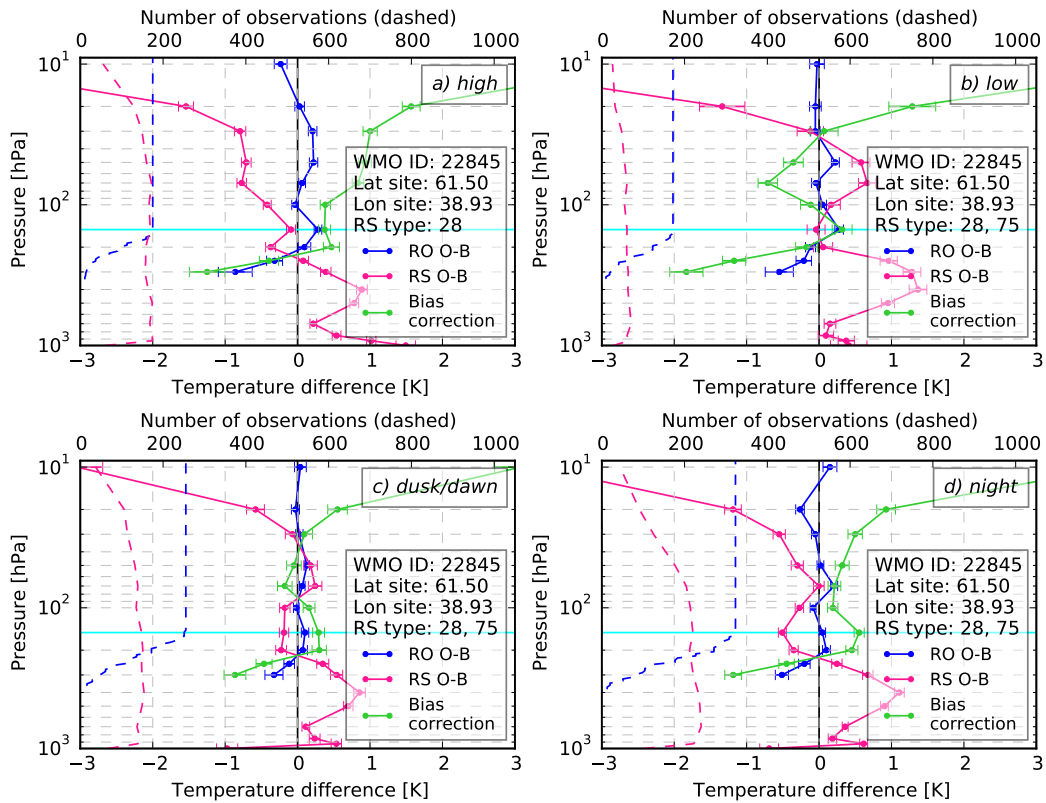 Number of observations (dashed)
0 200 400 600 800 1000
10^1
a) high
Pressure [hPa]
WMO ID: 22845
Lat site: 61.50
10^2
Lon site: 38.93
RS type: 28
RO O-B
RS O-B
Bias
correction
10^3
−3 −2 −1 0 1 2 3
Temperature difference [K]
Number of observations (dashed)
0 200 400 600 800 1000
10^1
b) low
Pressure [hPa]
WMO ID: 22845
Lat site: 61.50
10^2
Lon site: 38.93
RS type: 28, 75
RO O-B
RS O-B
Bias
correction
10^3
−3 −2 −1 0 1 2 3
Temperature difference [K]
Number of observations (dashed)
0 200 400 600 800 1000
10^1
c) dusk/dawn
Pressure [hPa]
WMO ID: 22845
Lat site: 61.50
10^2
Lon site: 38.93
RS type: 28, 75
RO O-B
RS O-B
Bias
correction
10^3
−3 −2 −1 0 1 2 3
Temperature difference [K]
Number of observations (dashed)
0 200 400 600 800 1000
10^1
d) night
Pressure [hPa]
WMO ID: 22845
Lat site: 61.50
10^2
Lon site: 38.93
RS type: 28, 75
RO O-B
RS O-B
Bias
correction
10^3
−3 −2 −1 0 1 2 3
Temperature difference [K]